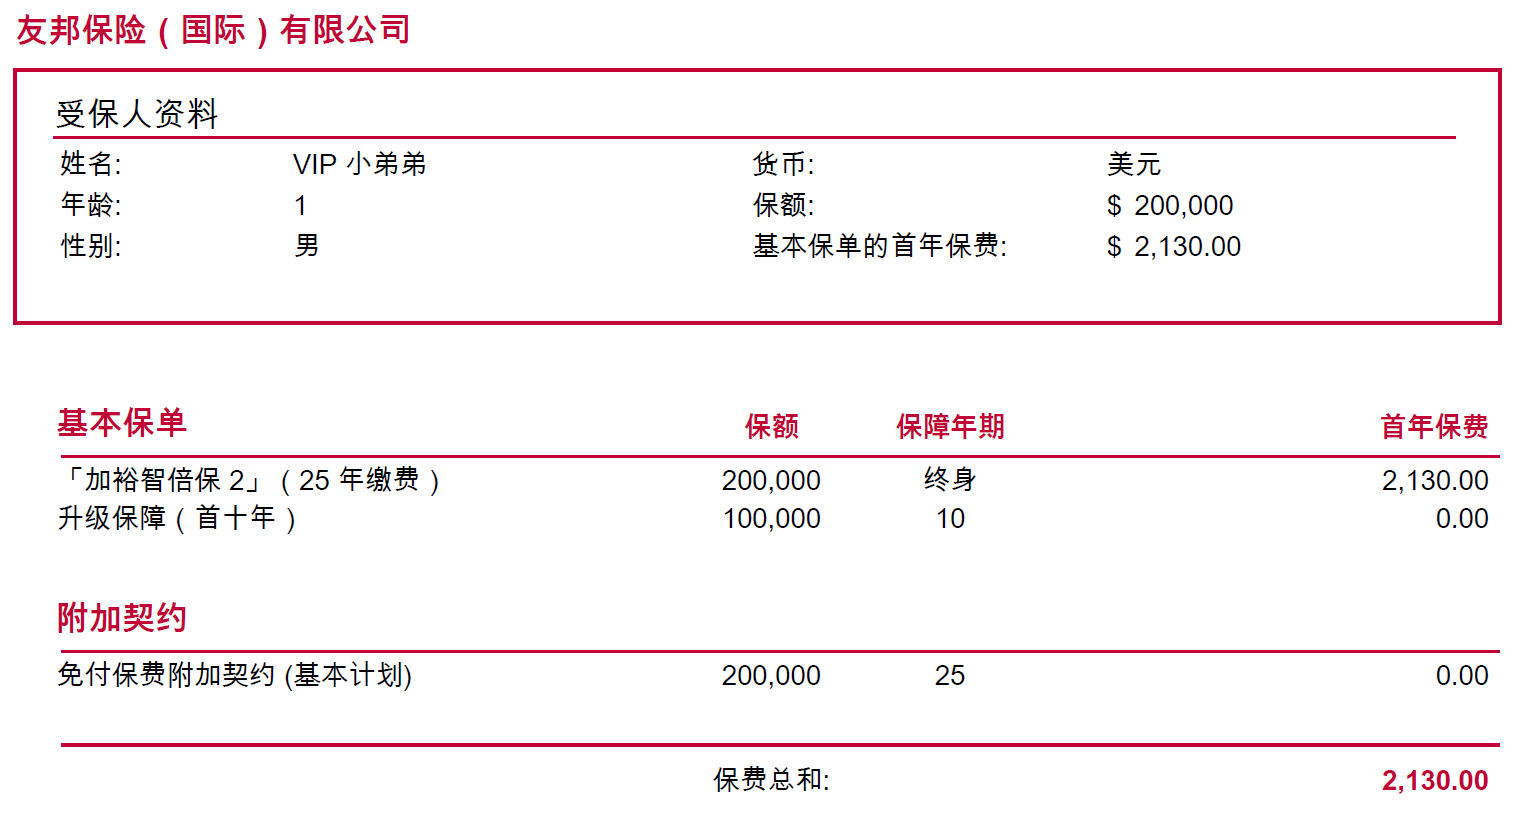 友邦保险（国际）有限公司
受保人资料
姓名: VIP 小弟弟 货币: 美元
年龄: 1 保额: $ 200,000
性别: 男 基本保单的首年保费: $ 2,130.00
基本保单 保额 保障年期 首年保费
「加裕智倍保 2」（25 年缴费） 200,000 终身 2,130.00
升级保障（首十年） 100,000 10 0.00
附加契约
免付保费附加契约 (基本计划) 200,000 25 0.00
保费总和: 2,130.00